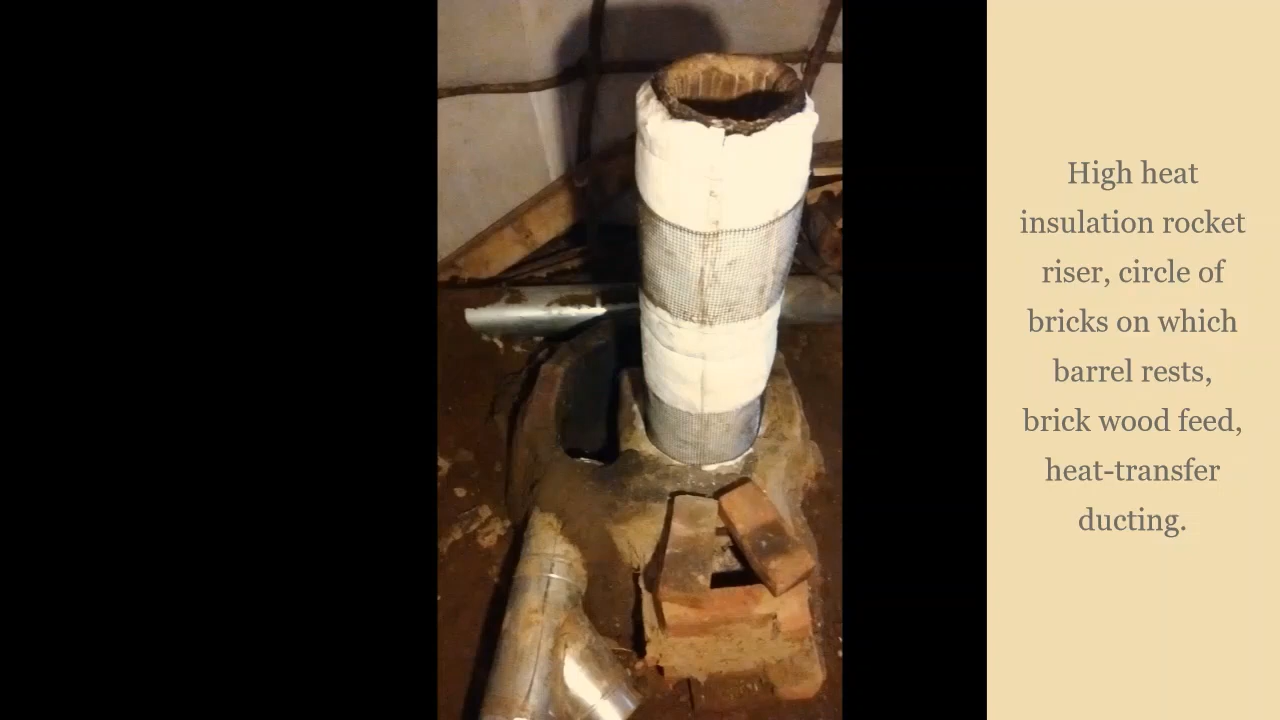 High heat
insulation rocket
riser, circle of
bricks on which
barrel rests,
brick wood feed,
heat-transfer
ducting.